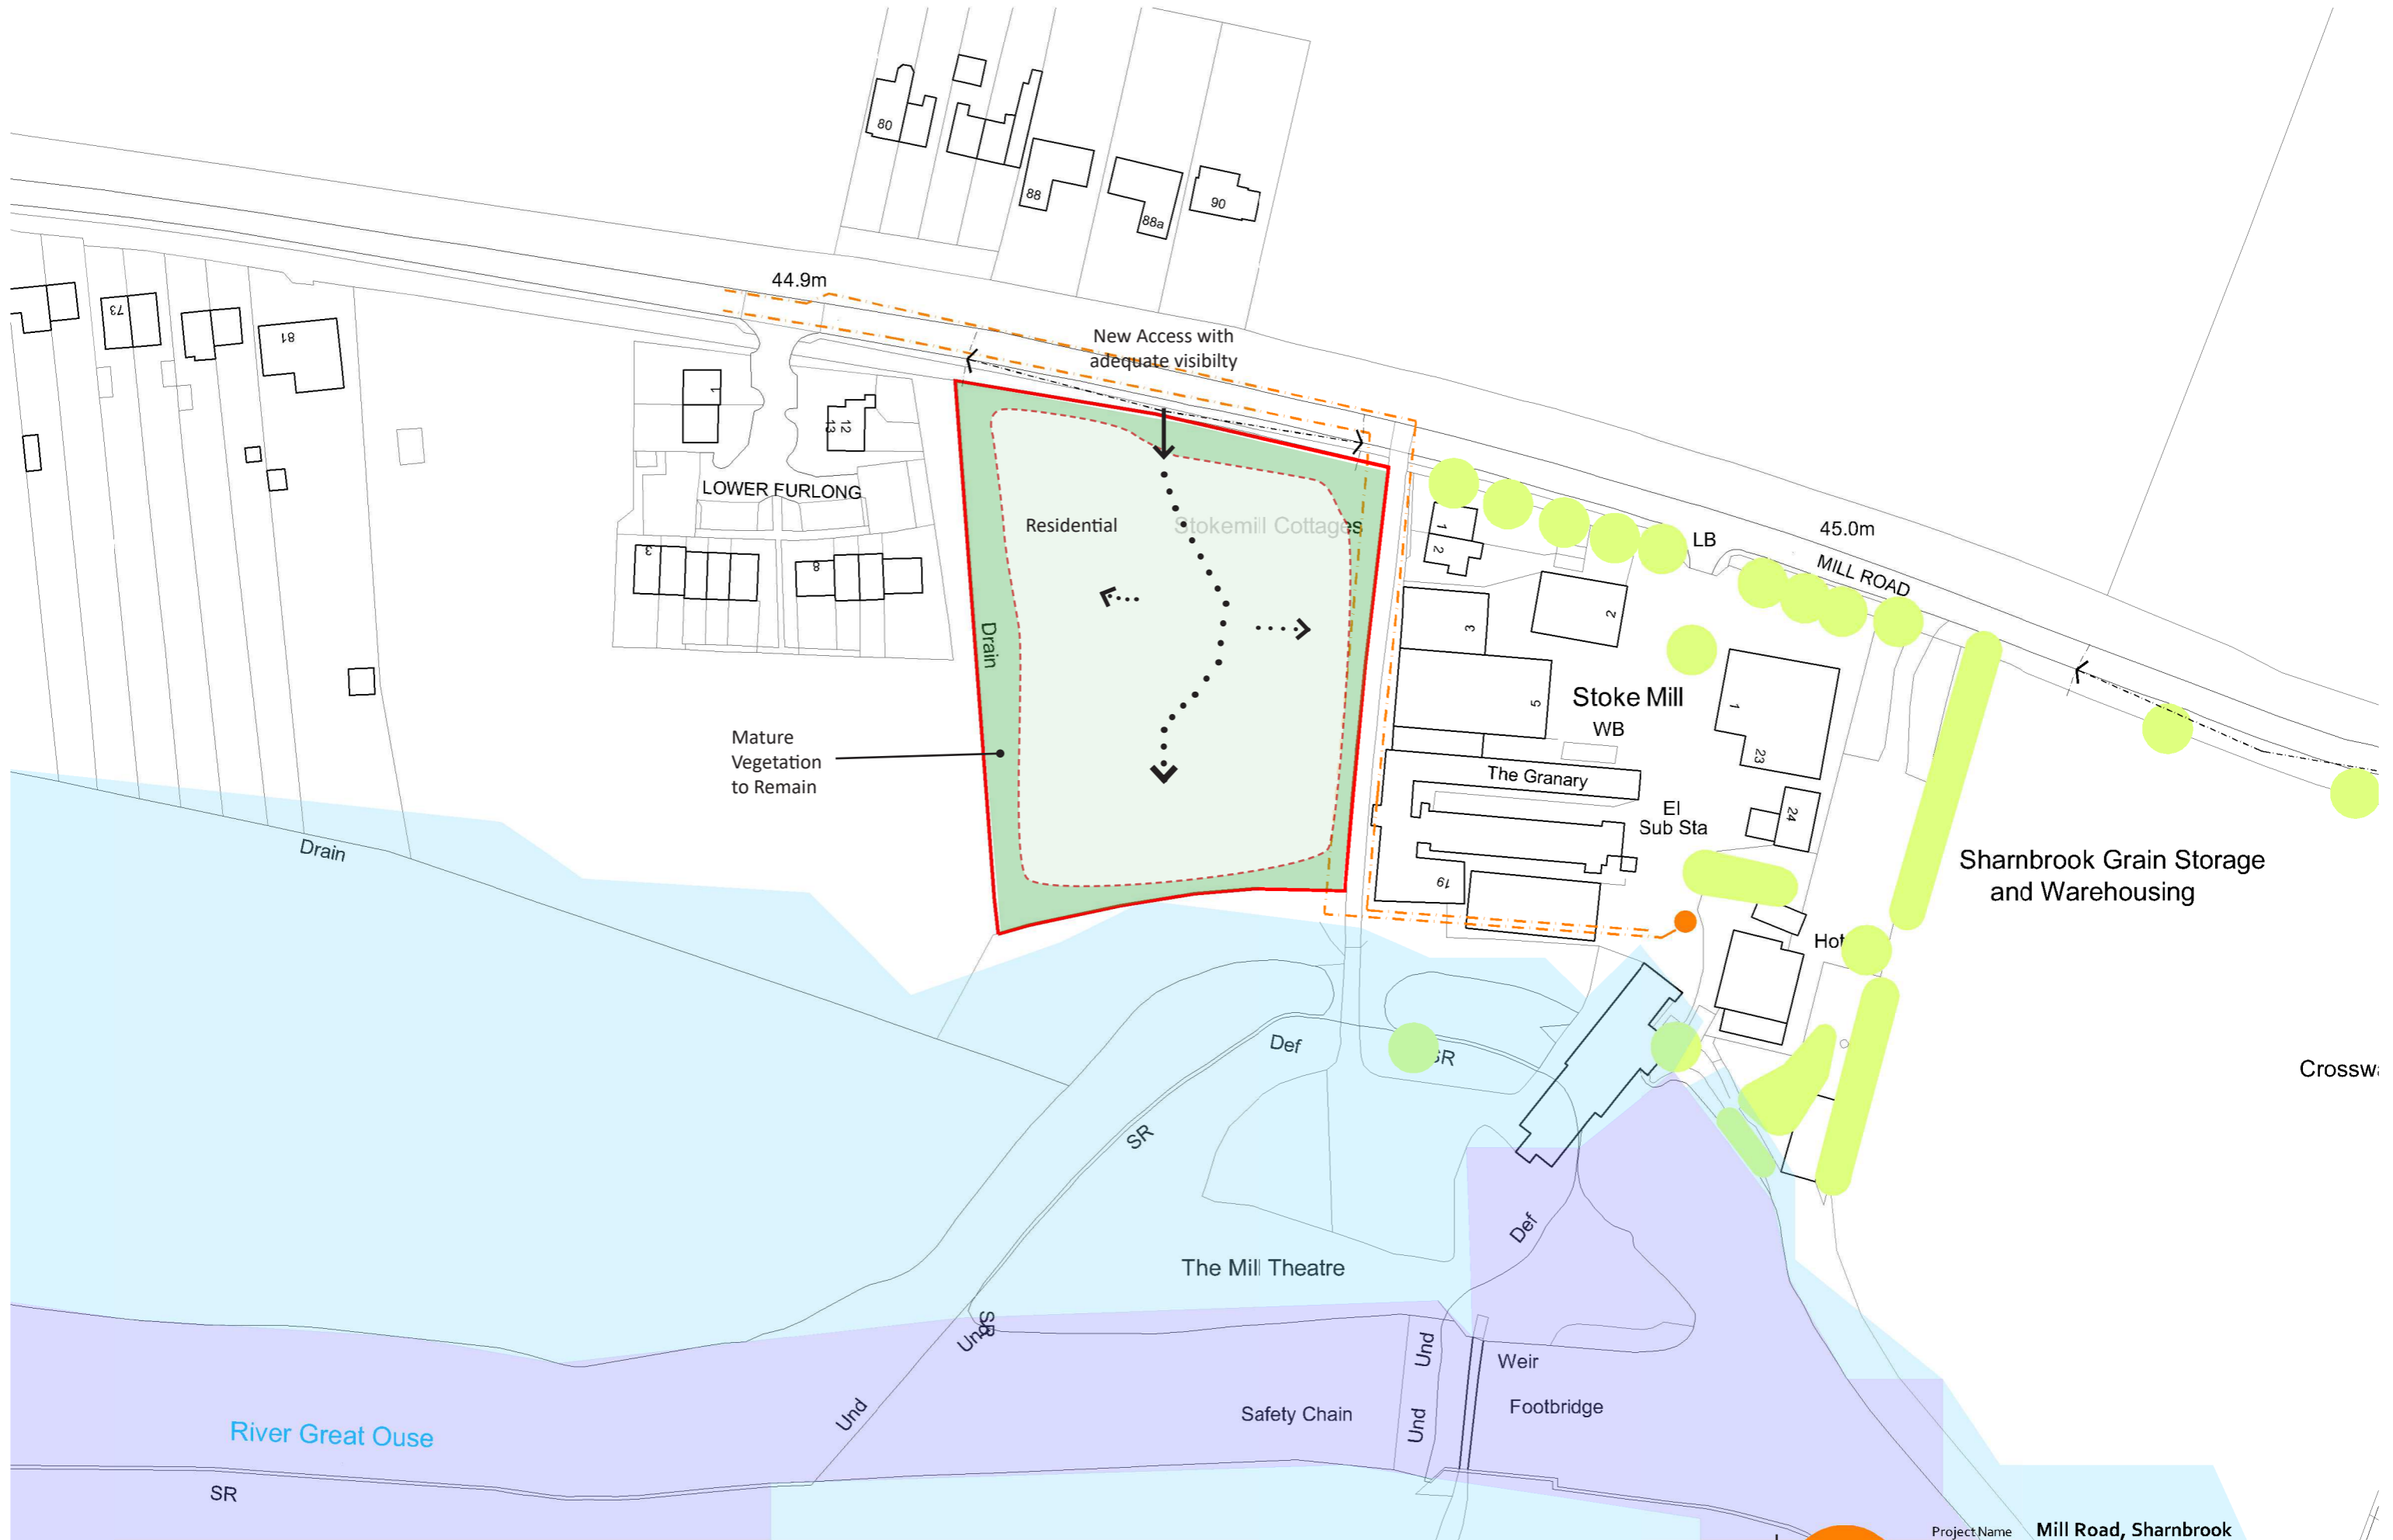 80
88
88a
90
44.9m
New Access with
adequate visibilty
73
81
1
12
13
LOWER FURLONG
Residential
Stokemill Cottages
3
8
Drain
1
2
LB
45.0m
MILL ROAD
2
3
5
Stoke Mill
WB
1
23
Mature
Vegetation
to Remain
The Granary
El
Sub Sta
24
19
Drain
Sharnbrook Grain Storage
and Warehousing
Def
SR
SR
Def
The Mill Theatre
SR
Und
Und
Und
Und
Weir
Safety Chain
Footbridge
River Great Ouse
SR
Project Name
Mill Road, Sharnbrook